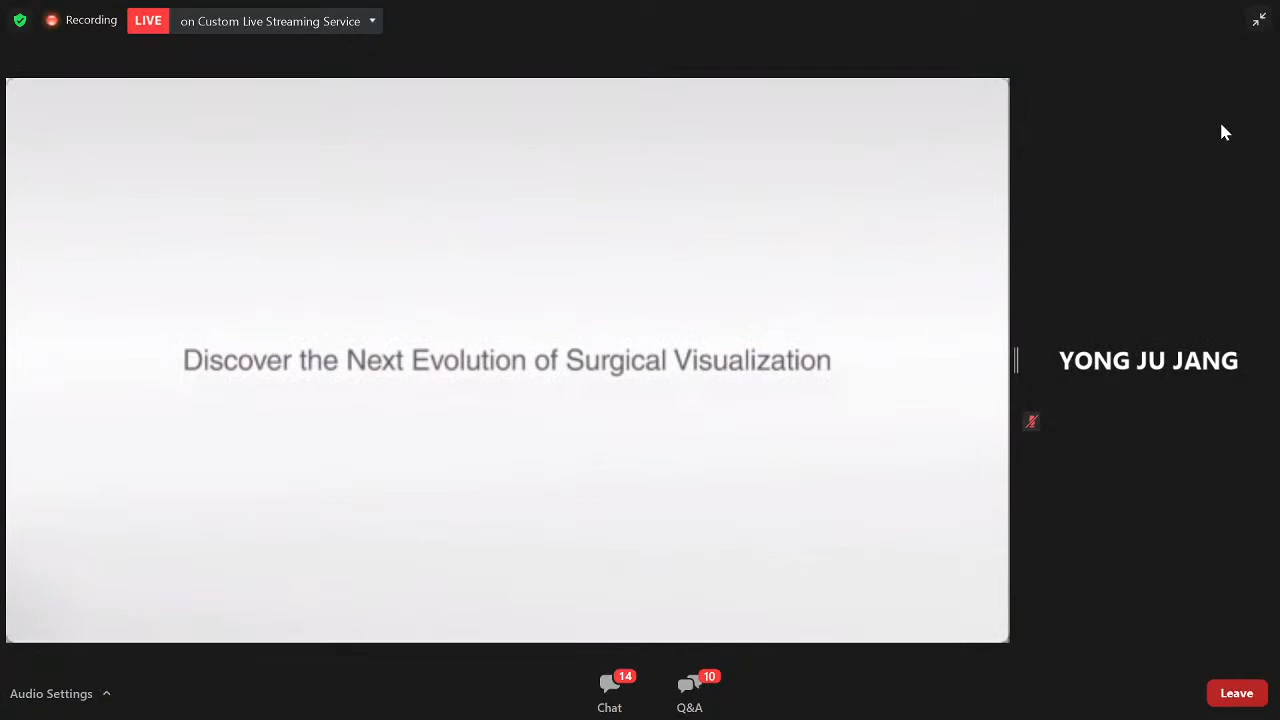 Recording
LIVE on Custom Live Streaming Service
Discover the Next Evolution of Surgical Visualization
YONG JU JANG
Audio Settings
14
Chat
10
Q&A
Leave